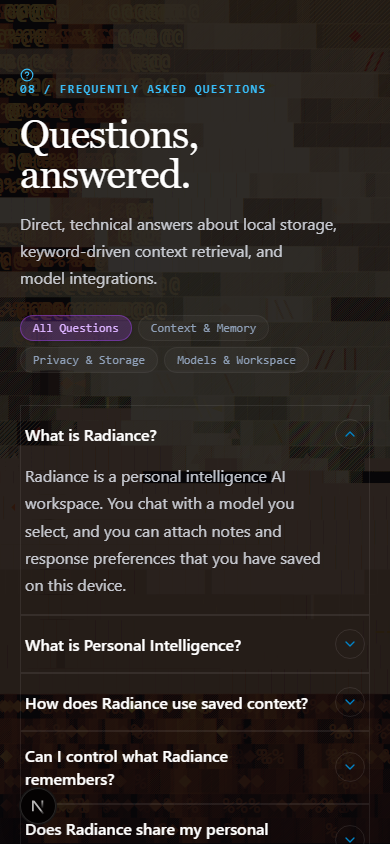 08 / FREQUENTLY ASKED QUESTIONS
Questions,
answered.
Direct, technical answers about local storage,
keyword-driven context retrieval, and
model integrations.
All Questions
Context & Memory
Privacy & Storage
Models & Workspace
What is Radiance?
Radiance is a personal intelligence AI
workspace. You chat with a model you
select, and you can attach notes and
response preferences that you have saved
on this device.
What is Personal Intelligence?
How does Radiance use saved context?
Can I control what Radiance
remembers?
N
Does Radiance share my personal